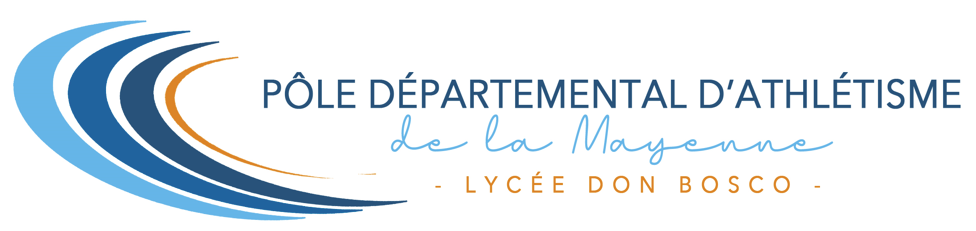 PÔLE DÉPARTEMENTAL D'ATHLÉTISME
de la Mayenne
- LYCÉE DON BOSCO -